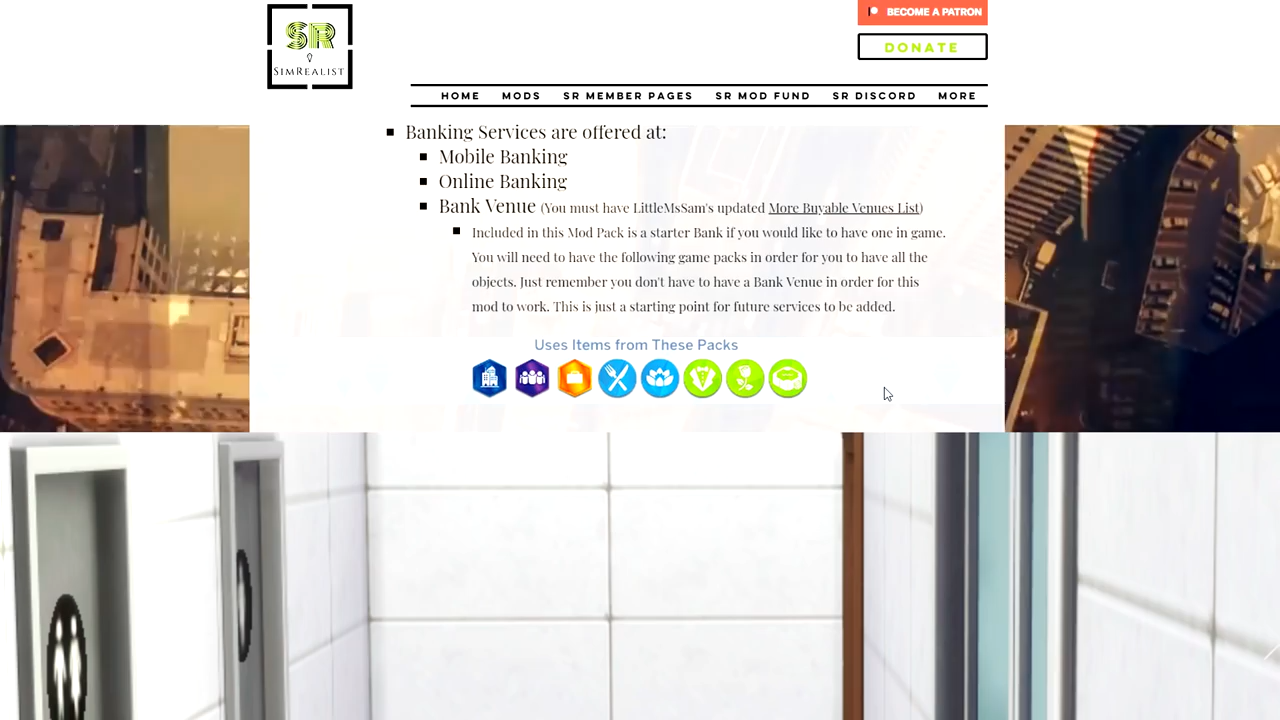 SR
SIMREALIST
BECOME A PATRON
DONATE
HOME MODS SR MEMBER PAGES SR MOD FUND SR DISCORD MORE
Banking Services are offered at:
Mobile Banking
Online Banking
Bank Venue (You must have LittleMsSam's updated More Buyable Venues List)
Included in this Mod Pack is a starter Bank if you would like to have one in game.
You will need to have the following game packs in order for you to have all the
objects. Just remember you don't have to have a Bank Venue in order for this
mod to work. This is just a starting point for future services to be added.
Uses Items from These Packs